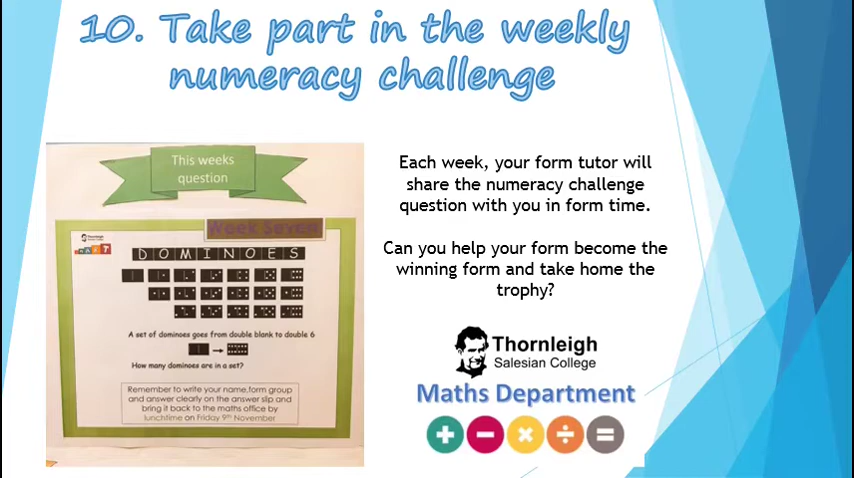 10. Take part in the weekly
numeracy challenge
This weeks
question
Week Seven
Thornleigh
DOMINOES
A set of dominoes goes from double blank to double 6
How many dominoes are in a set?
Remember to write your name,form group
and answer clearly on the answer slip and
bring it back to the maths office by
lunchtime on Friday 9th November
Each week, your form tutor will
share the numeracy challenge
question with you in form time.
Can you help your form become the
winning form and take home the
trophy?
Thornleigh
Salesian College
Maths Department
+ − × ÷ =